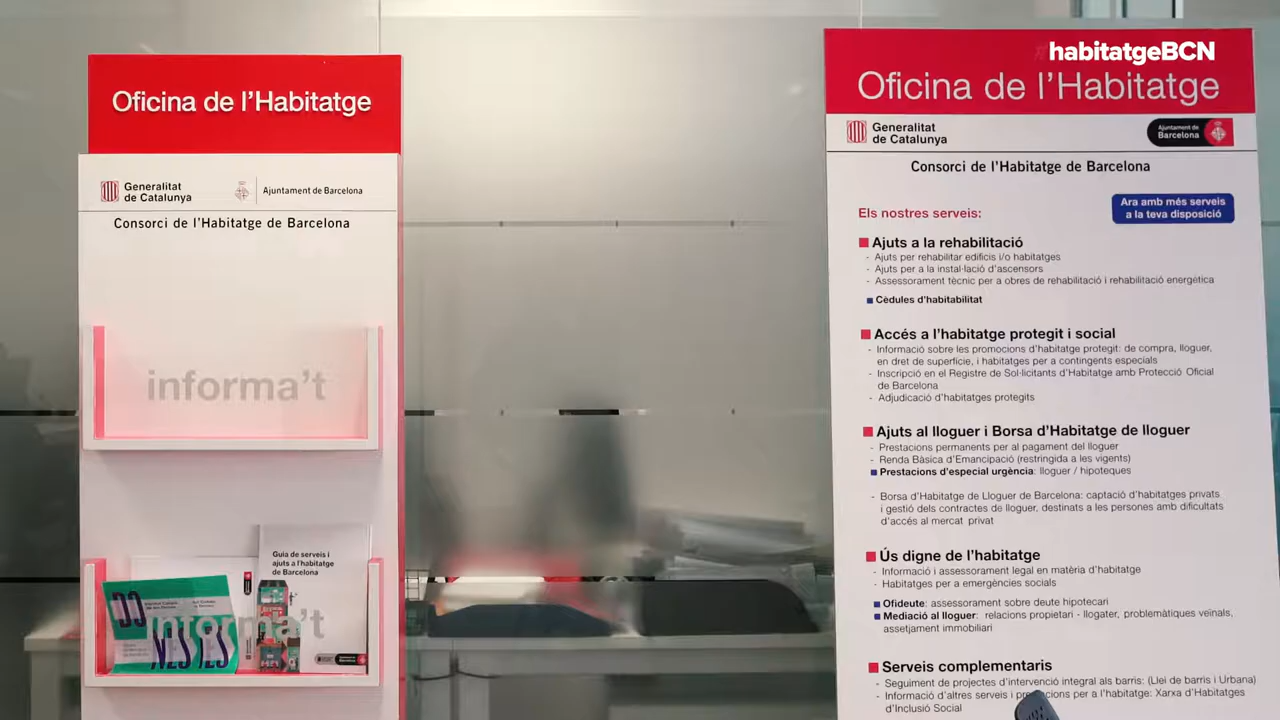 Oficina de l'Habitatge
Generalitat
de Catalunya
Ajuntament de Barcelona
Consorci de l'Habitatge de Barcelona
informa't
Guia de serveis i
ajuts a l'habitatge
de Barcelona
DO
NES
informa't
#habitatgeBCN
Oficina de l'Habitatge
Generalitat
de Catalunya
Ajuntament de
Barcelona
Consorci de l'Habitatge de Barcelona
Els nostres serveis:
Ara amb més serveis
a la teva disposició
Ajuts a la rehabilitació
- Ajuts per rehabilitar edificis i/o habitatges
- Ajuts per a la instal·lació d'ascensors
- Assessorament tècnic per a obres de rehabilitació i rehabilitació energètica
Cèdules d'habitabilitat
Accés a l'habitatge protegit i social
- Informació sobre les promocions d'habitatge protegit: de compra, lloguer,
en dret de superfície, i habitatges per a contingents especials
- Inscripció en el Registre de Sol·licitants d'Habitatge amb Protecció Oficial
de Barcelona
- Adjudicació d'habitatges protegits
Ajuts al lloguer i Borsa d'Habitatge de lloguer
- Prestacions permanents per al pagament del lloguer
- Renda Bàsica d'Emancipació (restringida a les vigents)
Prestacions d'especial urgència: lloguer / hipoteques
- Borsa d'Habitatge de Lloguer de Barcelona: captació d'habitatges privats
i gestió dels contractes de lloguer, destinats a les persones amb dificultats
d'accés al mercat privat
Ús digne de l'habitatge
- Informació i assessorament legal en matèria d'habitatge
- Habitatges per a emergències socials
Ofideute: assessorament sobre deute hipotecari
Mediació al lloguer: relacions propietari - llogater, problemàtiques veïnals,
assetjament immobiliari
Serveis complementaris
- Seguiment de projectes d'intervenció integral als barris: (Llei de barris i Urbana)
- Informació d'altres serveis i per a l'habitatge: Xarxa d'Habitatges
d'Inclusió Social